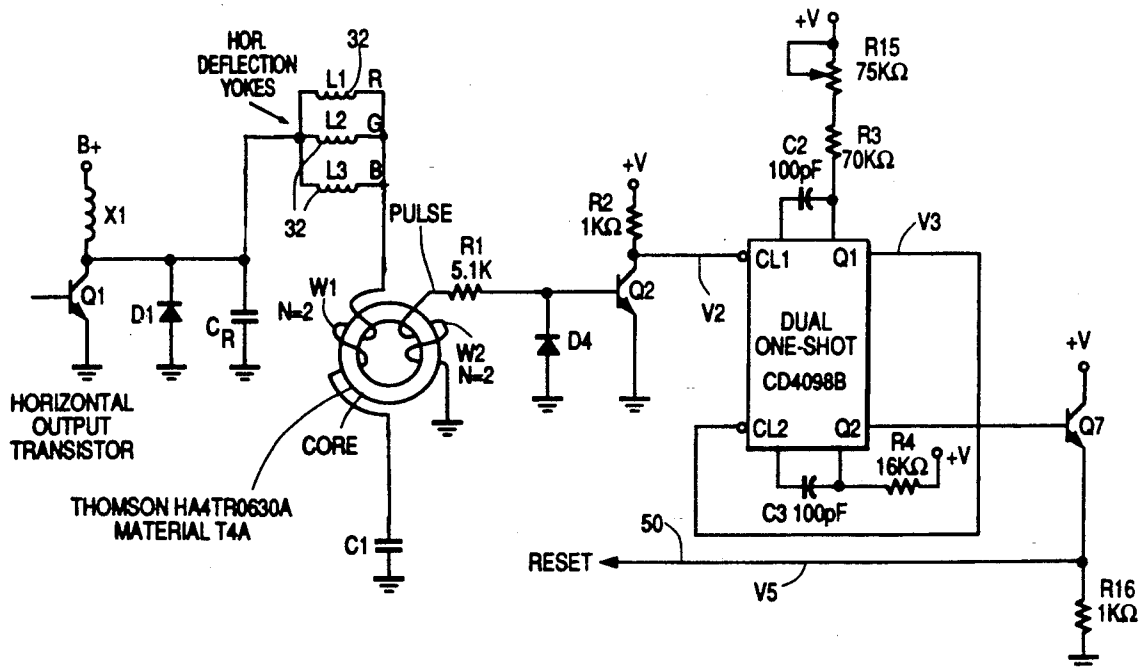 HOR.
DEFLECTION
YOKES
32
L1
R
L2
G
L3
B
32
B+
X1
Q1
D1
CR
HORIZONTAL
OUTPUT
TRANSISTOR
W1
N=2
PULSE
R1
5.1K
W2
N=2
CORE
THOMSON HA4TR0630A
MATERIAL T4A
C1
D4
+V
R2
1KΩ
Q2
V2
+V
R15
75KΩ
R3
70KΩ
C2
100pF
CL1
Q1
DUAL
ONE-SHOT
CD4098B
CL2
Q2
V3
C3 100pF
R4
16KΩ
+V
+V
Q7
RESET
50
V5
R16
1KΩ